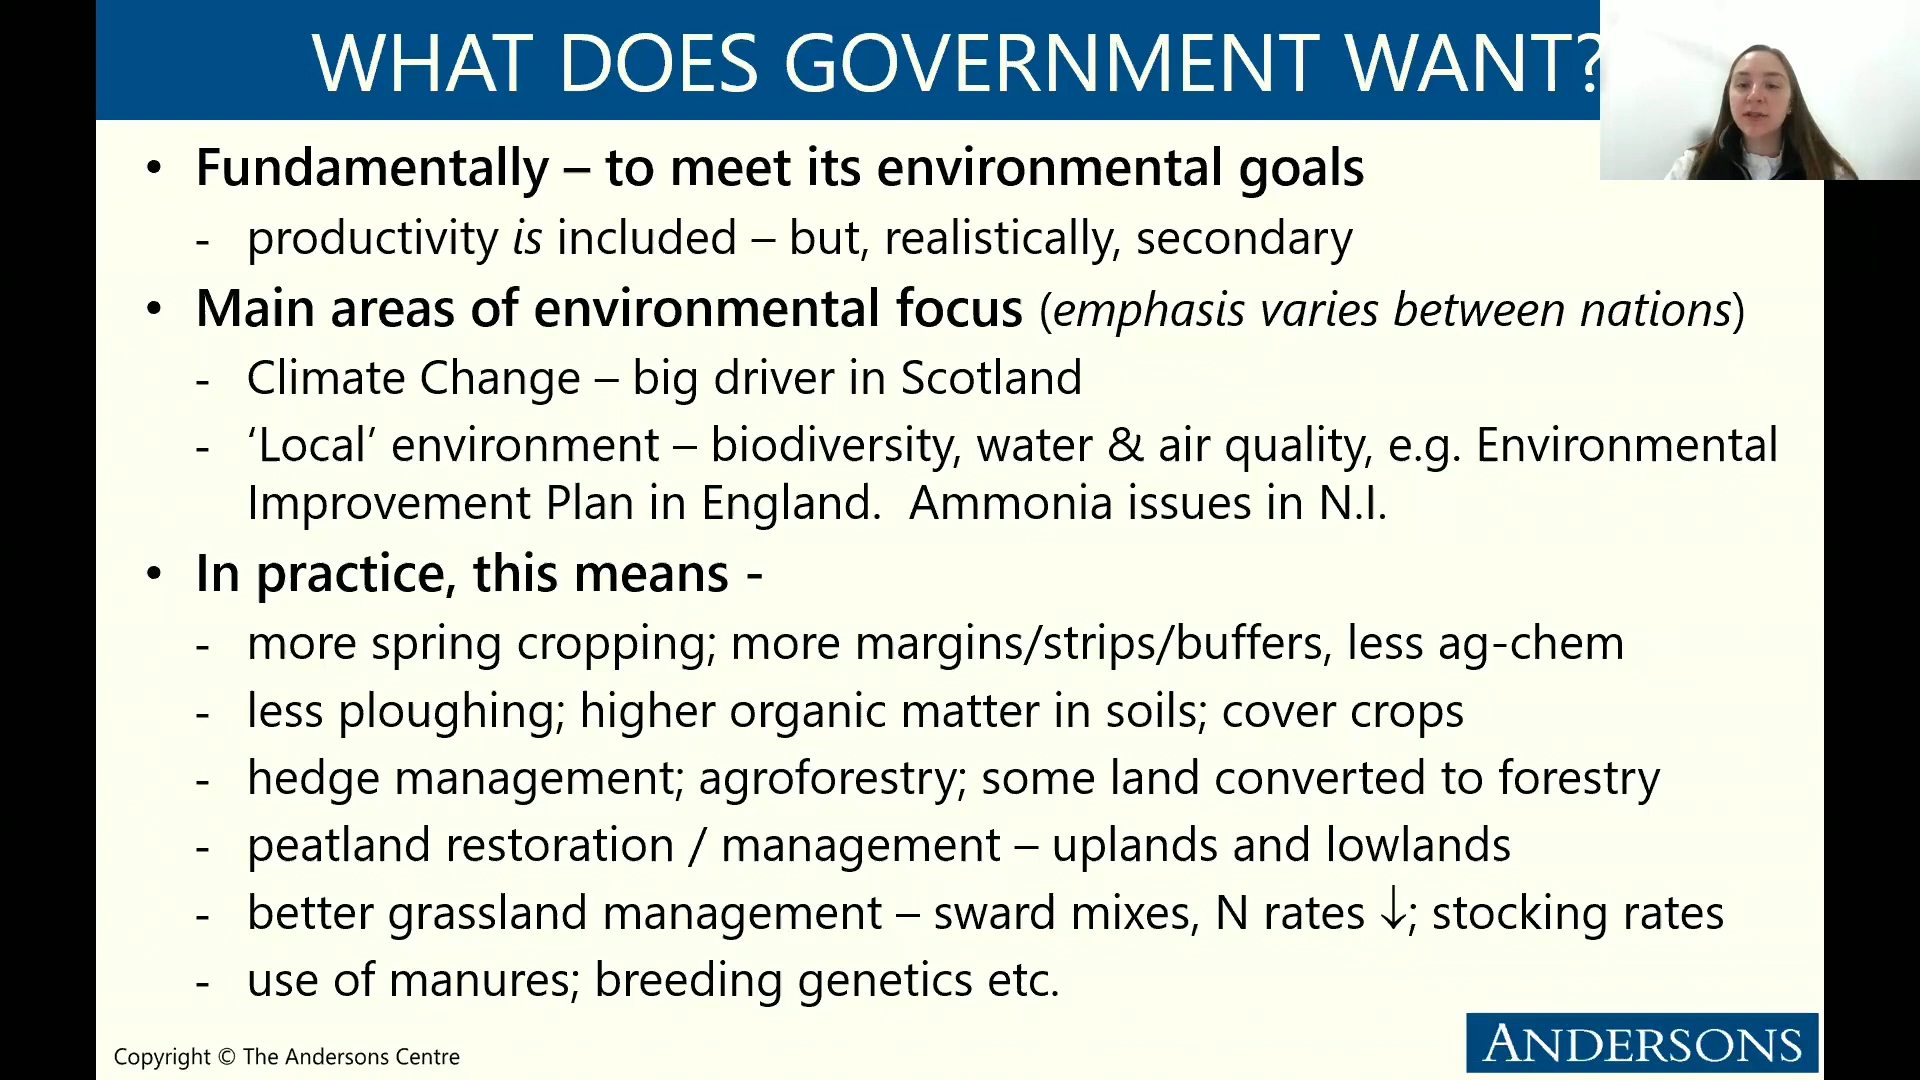 WHAT DOES GOVERNMENT WANT?
• Fundamentally – to meet its environmental goals
- productivity is included – but, realistically, secondary
• Main areas of environmental focus (emphasis varies between nations)
- Climate Change – big driver in Scotland
- ‘Local’ environment – biodiversity, water & air quality, e.g. Environmental
Improvement Plan in England.  Ammonia issues in N.I.
• In practice, this means -
- more spring cropping; more margins/strips/buffers, less ag-chem
- less ploughing; higher organic matter in soils; cover crops
- hedge management; agroforestry; some land converted to forestry
- peatland restoration / management – uplands and lowlands
- better grassland management – sward mixes, N rates ↓; stocking rates
- use of manures; breeding genetics etc.
Copyright © The Andersons Centre
ANDERSONS